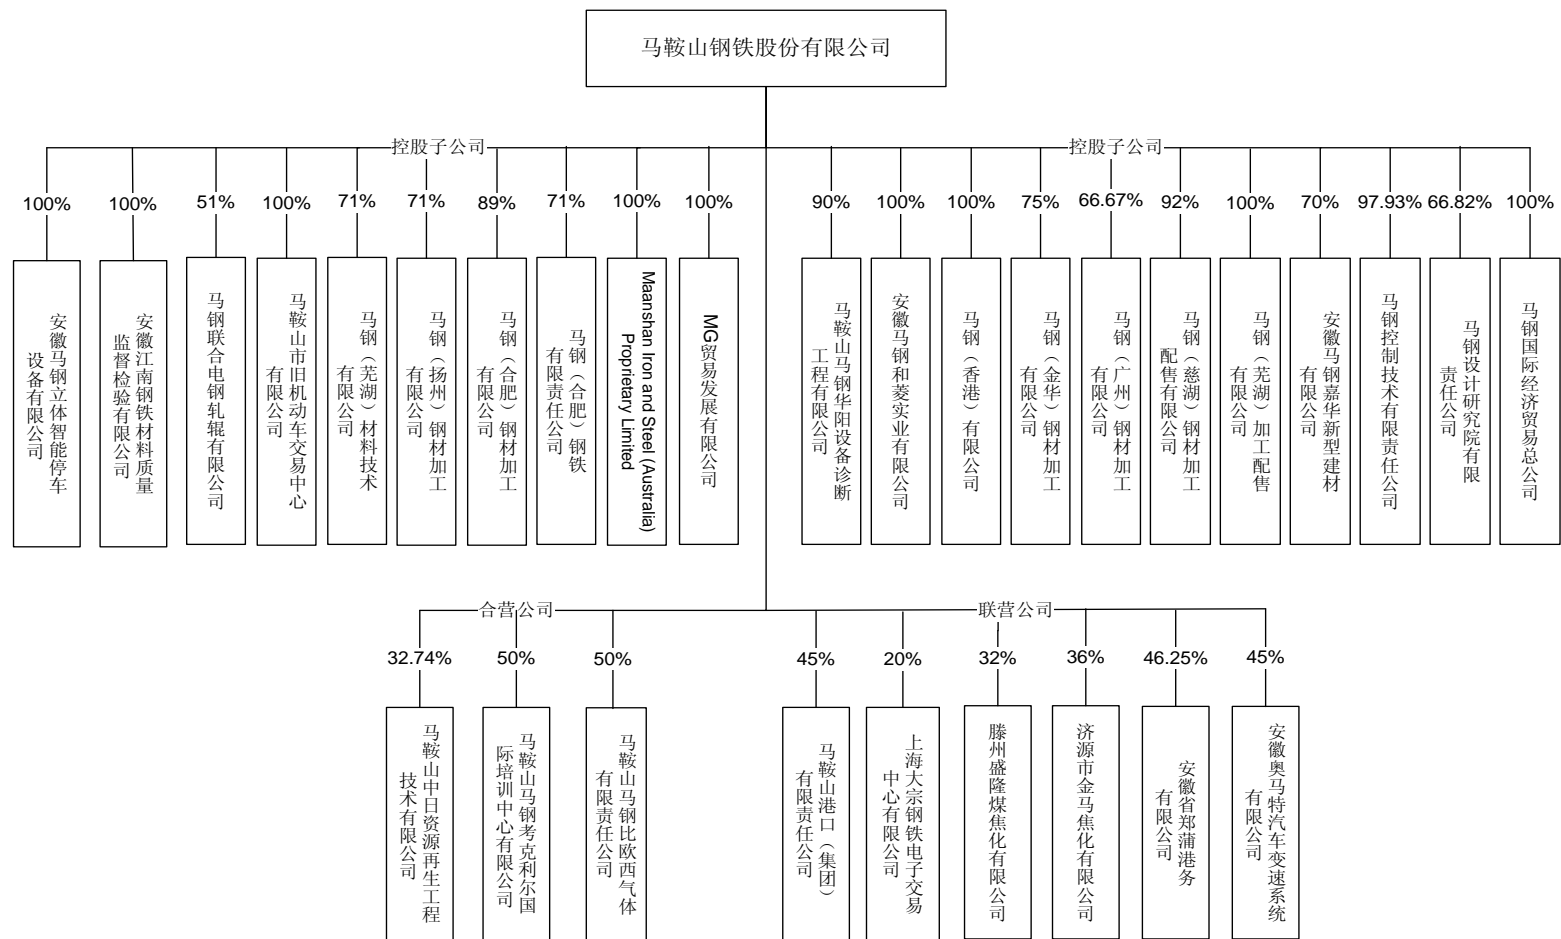 马鞍山钢铁股份有限公司
控股子公司
控股子公司
100%
100%
51%
100%
71%
71%
89%
71%
100%
100%
90%
100%
100%
75%
66.67%
92%
100%
70%
97.93%
66.82%
100%
安徽马钢立体智能停车
设备有限公司
安徽江南钢铁材料质量
监督检验有限公司
马钢联合电钢轧辊有限公司
马鞍山市旧机动车交易中心
有限公司
马钢（芜湖）材料技术
有限公司
马钢（扬州）钢材加工
有限公司
马钢（合肥）钢材加工
有限公司
马钢（合肥）钢铁
有限责任公司
Maanshan Iron and Steel (Australia)
Proprietary Limited
MG贸易发展有限公司
马鞍山马钢华阳设备诊断
工程有限公司
安徽马钢和菱实业有限公司
马钢（香港）有限公司
马钢（金华）钢材加工
有限公司
马钢（广州）钢材加工
有限公司
马钢（慈湖）钢材加工
配售有限公司
马钢（芜湖）加工配售
有限公司
安徽马钢嘉华新型建材
有限公司
马钢控制技术有限责任公司
马钢设计研究院有限
责任公司
马钢国际经济贸易总公司
合营公司
联营公司
32.74%
50%
50%
45%
20%
32%
36%
46.25%
45%
马鞍山中日资源再生工程
技术有限公司
马鞍山马钢考克利尔国
际培训中心有限公司
马鞍山马钢比欧西气体
有限责任公司
马鞍山港口（集团）
有限责任公司
上海大宗钢铁电子交易
中心有限公司
滕州盛隆煤焦化有限公司
济源市金马焦化有限公司
安徽省郑蒲港务
有限公司
安徽奥马特汽车变速系统
有限公司